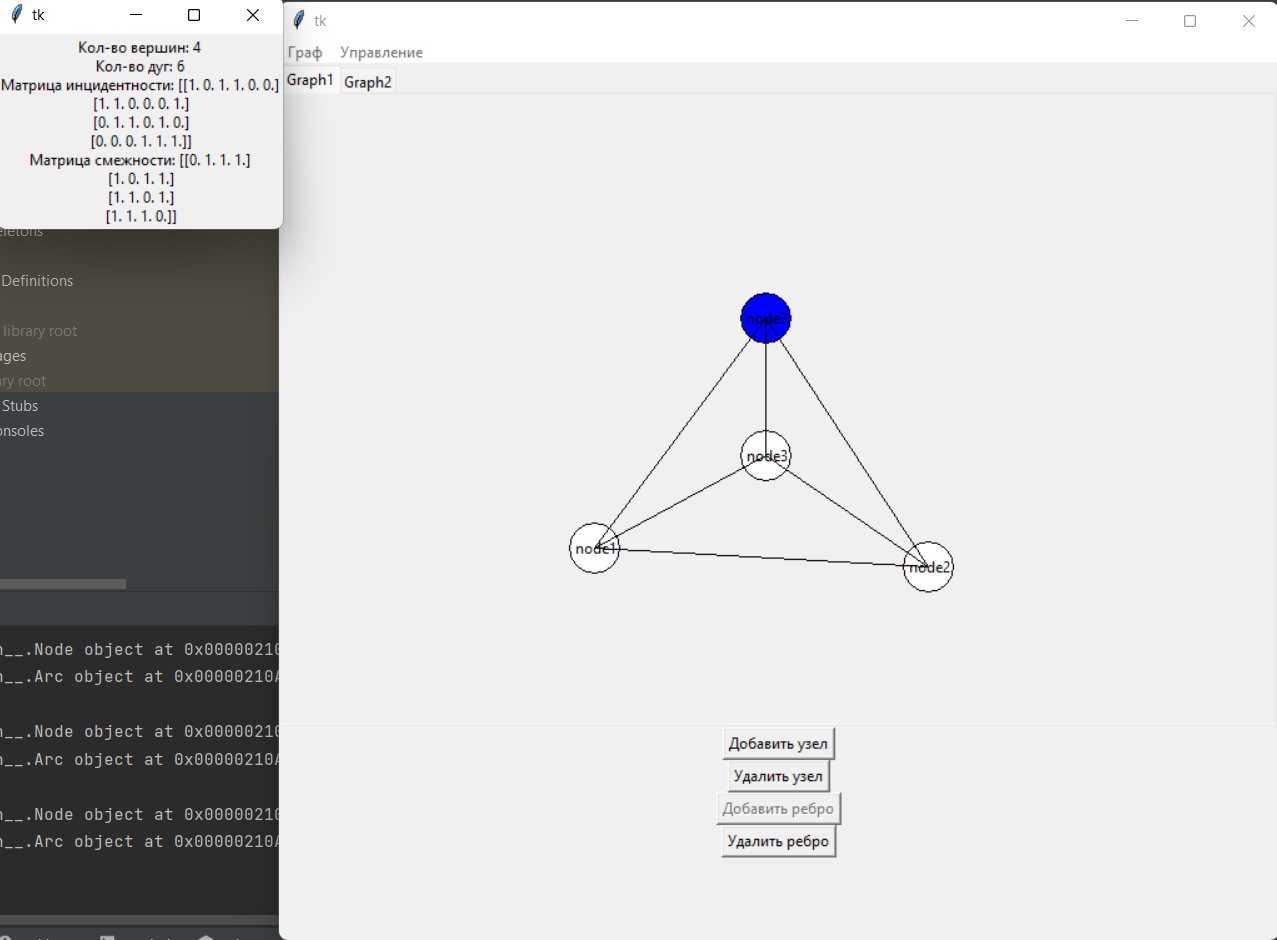 tk
Кол-во вершин: 4
Кол-во дуг: 6
Матрица инцидентности: [[1. 0. 1. 1. 0. 0.]
[1. 1. 0. 0. 0. 1.]
[0. 1. 1. 0. 1. 0.]
[0. 0. 0. 1. 1. 1.]]
Матрица смежности: [[0. 1. 1. 1.]
[1. 0. 1. 1.]
[1. 1. 0. 1.]
[1. 1. 1. 0.]]
eletons
Definitions
library root
ages
ry root
Stubs
onsoles
n__.Node object at 0x00000210
n__.Arc object at 0x00000210A
n__.Node object at 0x00000210
n__.Arc object at 0x00000210A
n__.Node object at 0x00000210
n__.Arc object at 0x00000210A
tk
Граф Управление
Graph1 Graph2
node3
node3
node1
node2
Добавить узел
Удалить узел
Добавить ребро
Удалить ребро